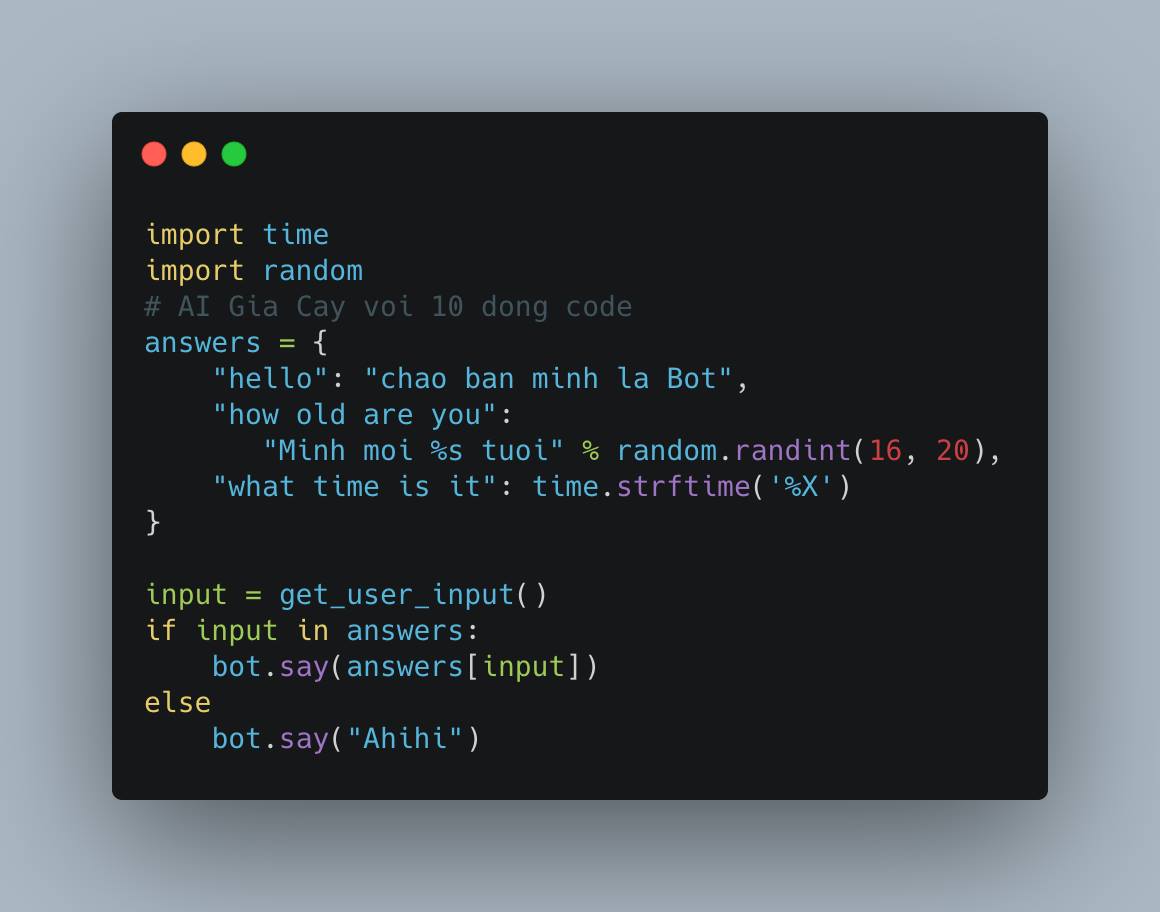 import time
import random
# AI Gia Cay voi 10 dong code
answers = {
    "hello": "chao ban minh la Bot",
    "how old are you":
       "Minh moi %s tuoi" % random.randint(16, 20),
    "what time is it": time.strftime('%X')
}

input = get_user_input()
if input in answers:
    bot.say(answers[input])
else
    bot.say("Ahihi")